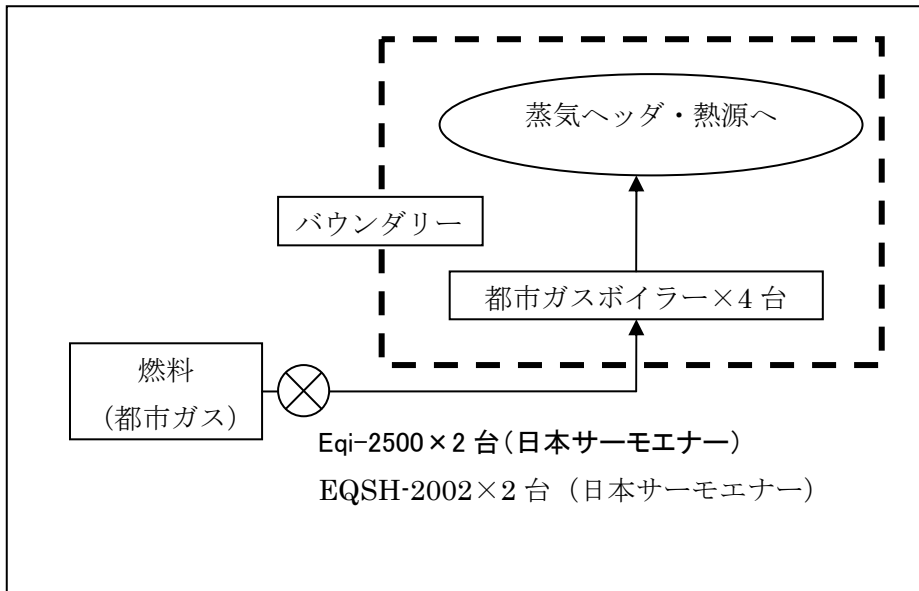 蒸気ヘッダ・熱源へ
バウンダリー
都市ガスボイラー×4 台
燃料
（都市ガス）
Eqi-2500×2 台(日本サーモエナー)
EQSH-2002×2 台（日本サーモエナー）